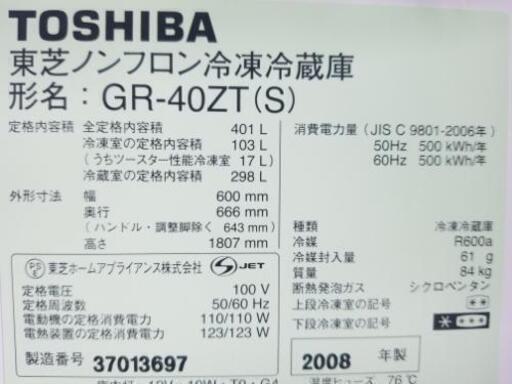 TOSHIBA
東芝ノンフロン冷凍冷蔵庫
形名：GR-40ZT(S)
定格内容積 全定格内容積 401 L
冷凍室の定格内容積 103 L
(うちツースター性能冷凍室 17 L)
冷蔵室の定格内容積 298 L
外形寸法 幅 600 mm
奥行 666 mm
(ハンドル・調整脚除く 643 mm)
高さ 1807 mm
消費電力量 (JIS C 9801-2006年)
50Hz 500 kWh/年
60Hz 500 kWh/年
種類 冷凍冷蔵庫
冷媒 R600a
冷媒封入量 61 g
質量 84 kg
断熱発泡ガス シクロペンタン
上段冷凍室の記号 **
下段冷凍室の記号 ****
PSE 東芝ホームアプライアンス株式会社 SJET
定格電圧 100 V
定格周波数 50/60 Hz
電動機の定格消費電力 110/110 W
電熱装置の定格消費電力 123/123 W
製造番号 37013697
2008 年製
温度ヒューズ 76℃